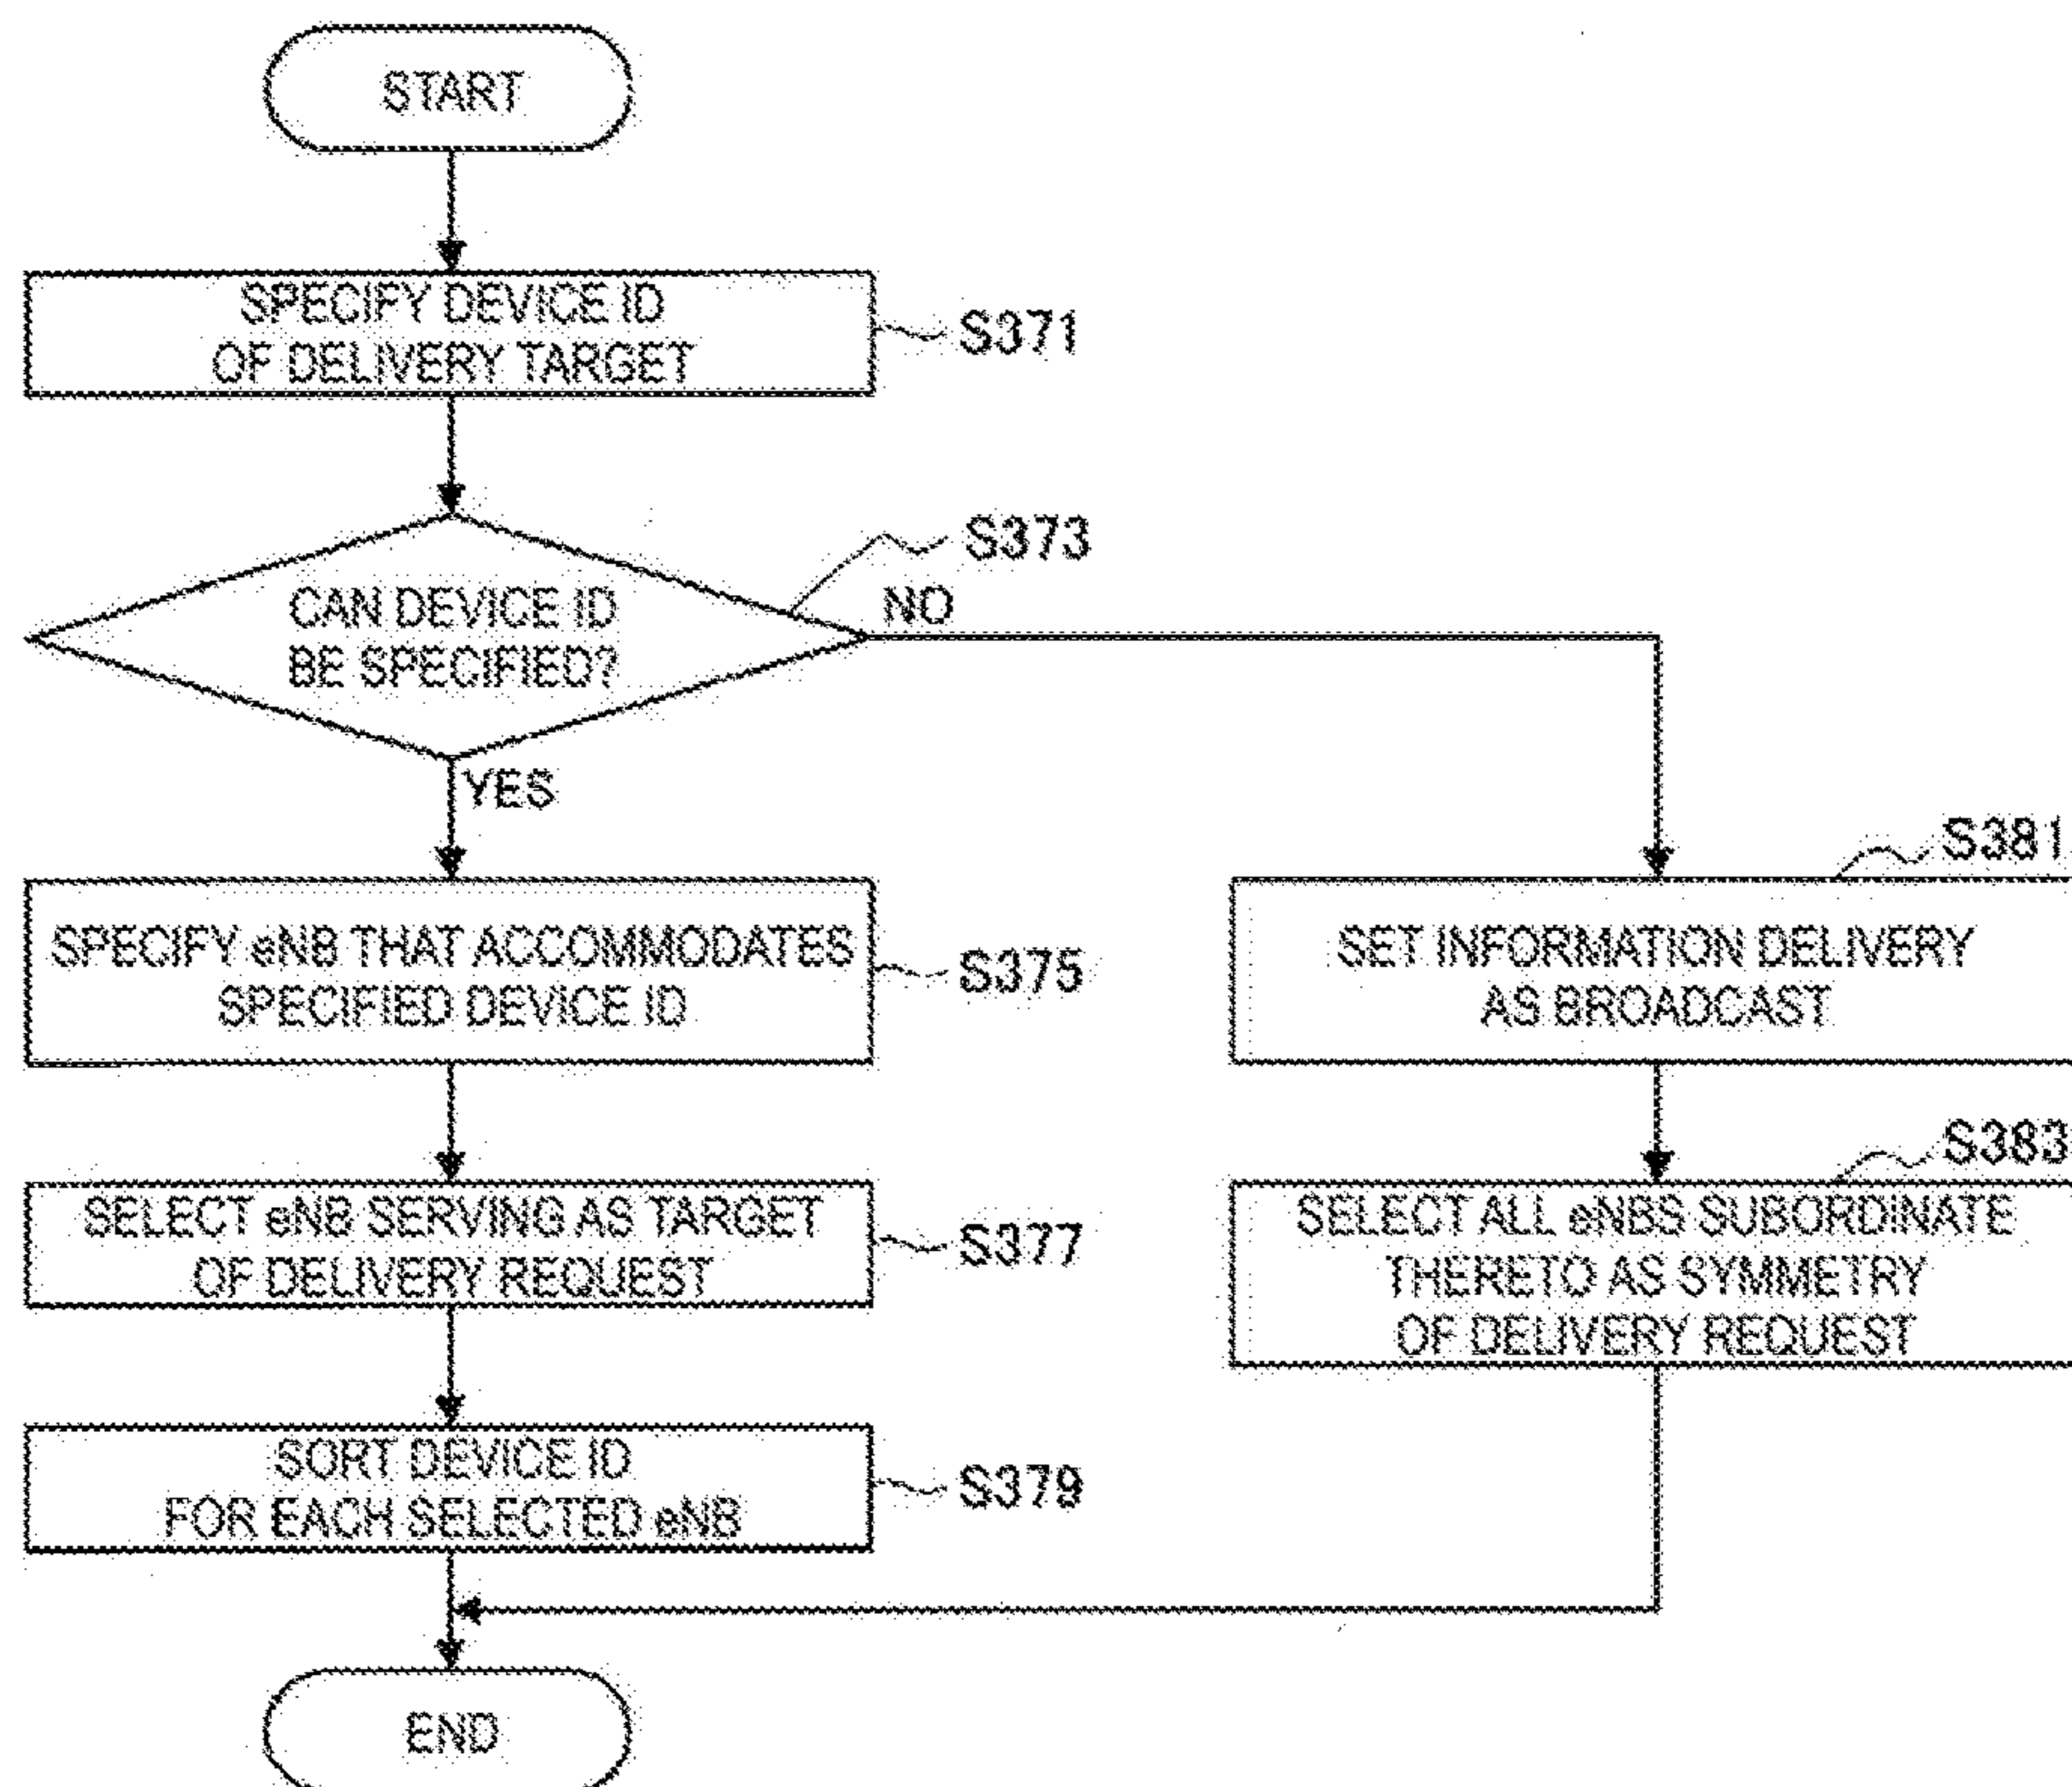 START
SPECIFY DEVICE ID
OF DELIVERY TARGET
S371
S373
CAN DEVICE ID
BE SPECIFIED?
NO
YES
SPECIFY eNB THAT ACCOMMODATES
SPECIFIED DEVICE ID
S375
S381
SET INFORMATION DELIVERY
AS BROADCAST
SELECT eNB SERVING AS TARGET
OF DELIVERY REQUEST
S377
S383
SELECT ALL eNBS SUBORDINATE
THERETO AS SYMMETRY
OF DELIVERY REQUEST
SORT DEVICE ID
FOR EACH SELECTED eNB
S379
END